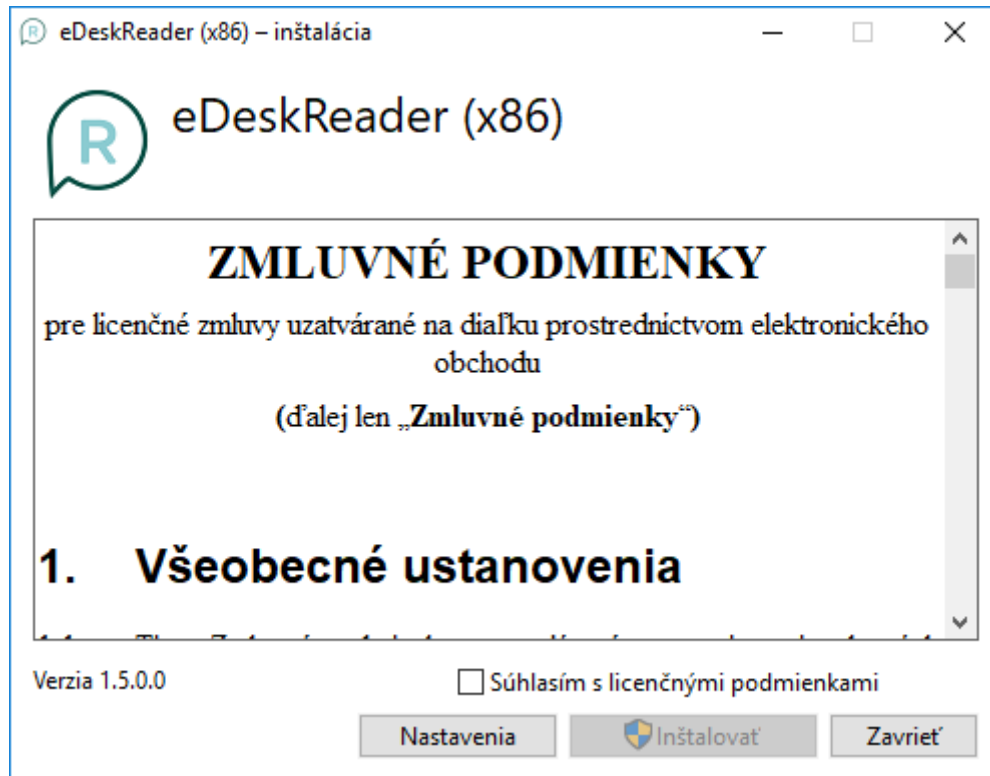 eDeskReader (x86) – inštalácia
R
eDeskReader (x86)
ZMLUVNÉ PODMIENKY
pre licenčné zmluvy uzatvárané na diaľku prostrednictvom elektronického
obchodu
(ďalej len „Zmluvné podmienky“)
1. Všeobecné ustanovenia
Verzia 1.5.0.0
Súhlasím s licenčnými podmienkami
Nastavenia
Inštalovať
Zavrieť